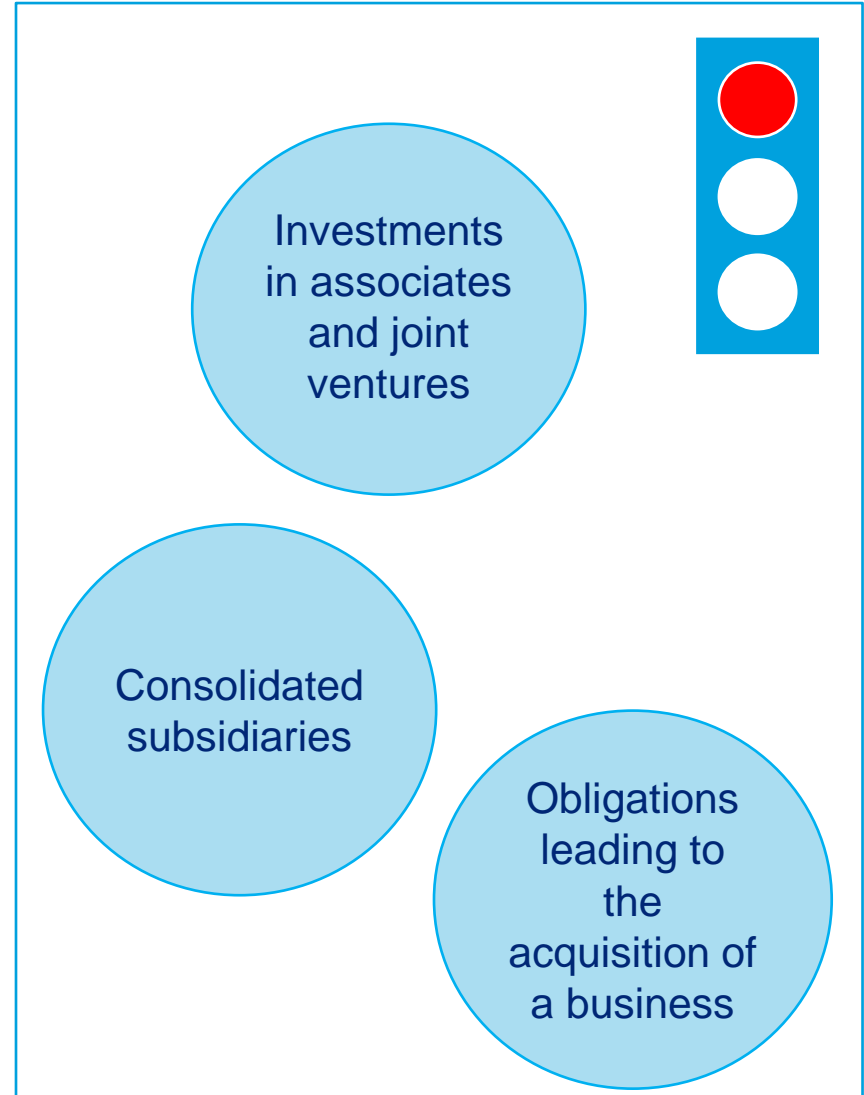 Investments
in associates
and joint
ventures
Consolidated
subsidiaries
Obligations
leading to
the
acquisition of
a business